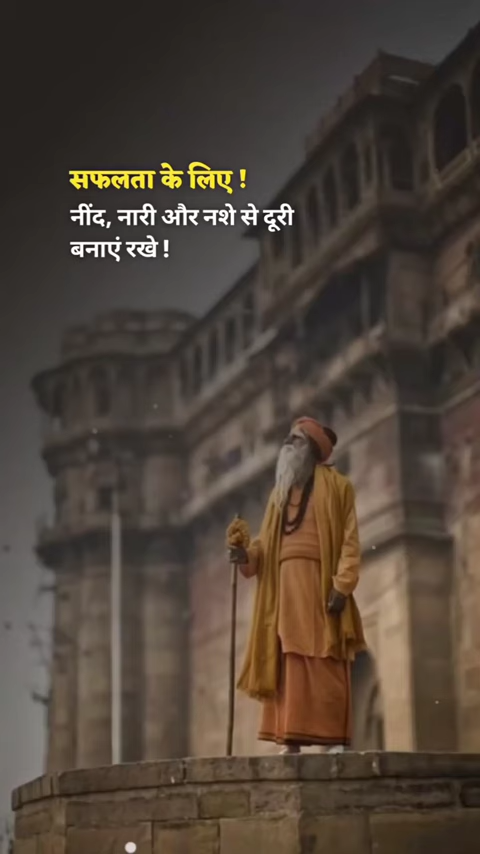 सफलता के लिए !
नींद, नारी और नशे से दूरी
बनाएं रखे !